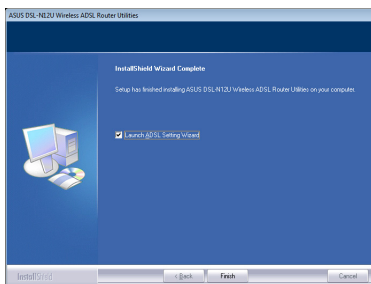 ASUS DSL-N12U Wireless ADSL Router Utilities
InstallShield Wizard Complete
Setup has finished installing ASUS DSL-N12U Wireless ADSL Router Utilities on your computer.
Launch ADSL Setting Wizard
InstallShield
< Back Finish Cancel